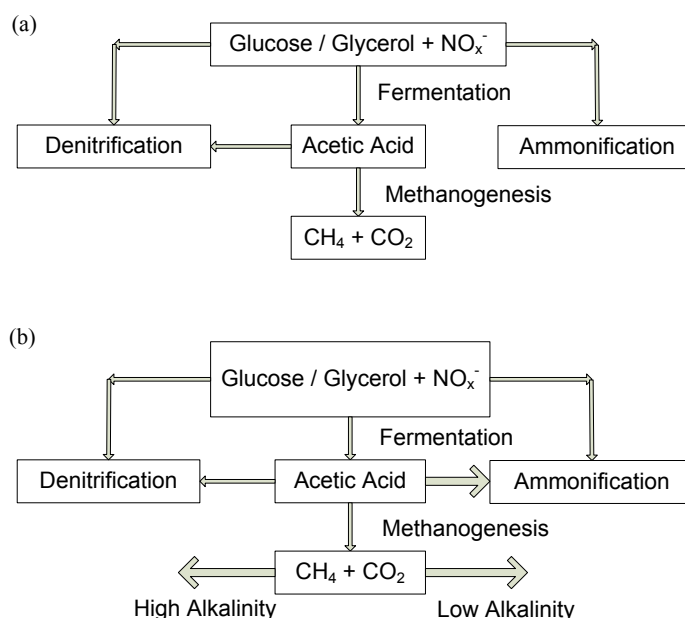 (a)
Glucose / Glycerol + NOₓ⁻
Fermentation
Denitrification
Acetic Acid
Ammonification
Methanogenesis
CH₄ + CO₂
(b)
Glucose / Glycerol + NOₓ⁻
Fermentation
Denitrification
Acetic Acid
Ammonification
Methanogenesis
CH₄ + CO₂
High Alkalinity
Low Alkalinity